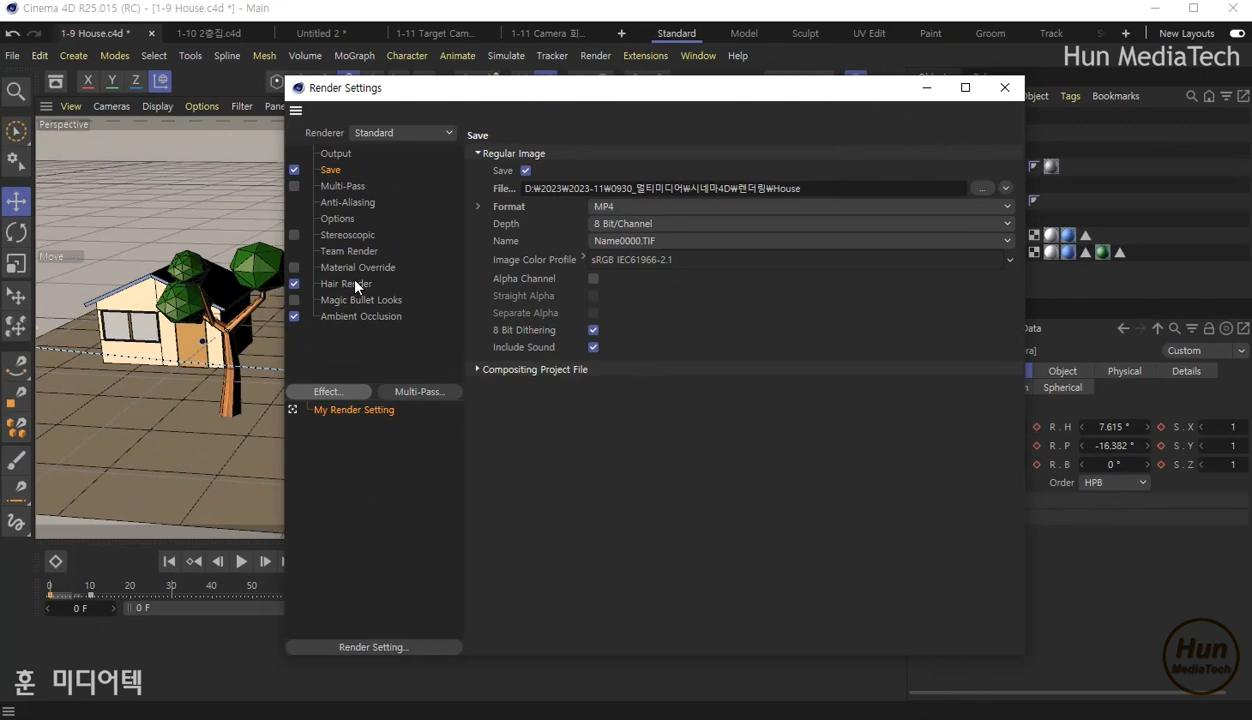 Cinema 4D R25.015 (RC) - [1-9 House.c4d *] - Main
1-9 House.c4d *
1-10 2층집.c4d
Untitled 2 *
1-11 Target Cam...
1-11 Camera 회...
Standard
Model
Sculpt
UV Edit
Paint
Groom
Track
New Layouts
File Edit Create Modes Select Tools Spline Mesh Volume MoGraph Character Animate Simulate Tracker Render Extensions Window Help
Hun MediaTech
X Y Z
Render Settings
View Cameras Display Options Filter
Tags Bookmarks
Perspective
Renderer Standard
Save
Output
Regular Image
Save
Save
Multi-Pass
File... D:₩2023₩2023-11₩0930_멀티미디어₩시네마4D₩렌더링₩House ...
Anti-Aliasing
Format MP4
Options
Depth 8 Bit/Channel
Stereoscopic
Name Name0000.TIF
Team Render
Image Color Profile sRGB IEC61966-2.1
Move
Material Override
Alpha Channel
Hair Render
Straight Alpha
Magic Bullet Looks
Separate Alpha
Ambient Occlusion
8 Bit Dithering
Include Sound
Compositing Project File
Effect...
Multi-Pass...
My Render Setting
Custom
Object Physical Details
Spherical
R . H 7.615 ° S . X 1
R . P -16.382 ° S . Y 1
R . B 0 ° S . Z 1
Order HPB
0 10 20 30 40 50
0 F 0 F
Render Setting...
훈 미디어텍
Hun
MediaTech